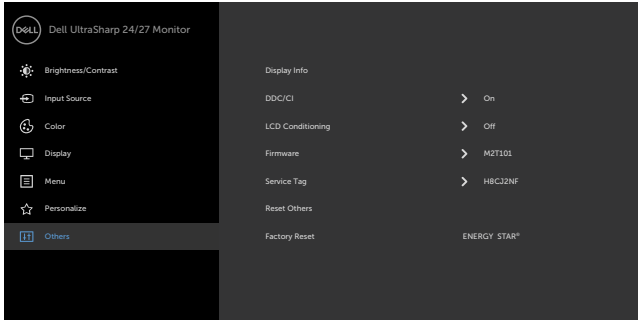 DELL
Dell UltraSharp 24/27 Monitor
Brightness/Contrast
Input Source
Color
Display
Menu
Personalize
Others
Display Info
DDC/CI On
LCD Conditioning Off
Firmware M2T101
Service Tag H8CJ2NF
Reset Others
Factory Reset ENERGY STAR®